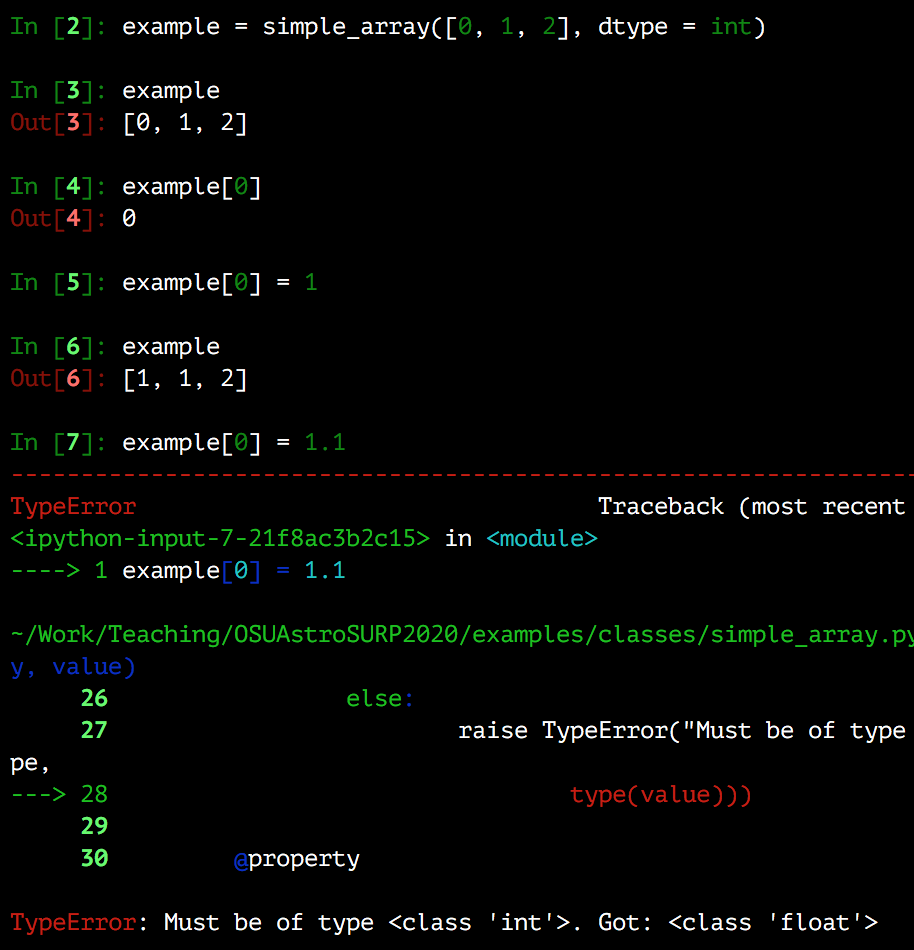 In [2]: example = simple_array([0, 1, 2], dtype = int)
In [3]: example
Out[3]: [0, 1, 2]
In [4]: example[0]
Out[4]: 0
In [5]: example[0] = 1
In [6]: example
Out[6]: [1, 1, 2]
In [7]: example[0] = 1.1
---------------------------------------------------------------------------
TypeError                                 Traceback (most recent
<ipython-input-7-21f8ac3b2c15> in <module>
----> 1 example[0] = 1.1
~/Work/Teaching/OSUAstroSURP2020/examples/classes/simple_array.py
y, value)
26                 else:
27                         raise TypeError("Must be of type
pe,
---> 28                                 type(value)))
29
30         @property
TypeError: Must be of type <class 'int'>. Got: <class 'float'>